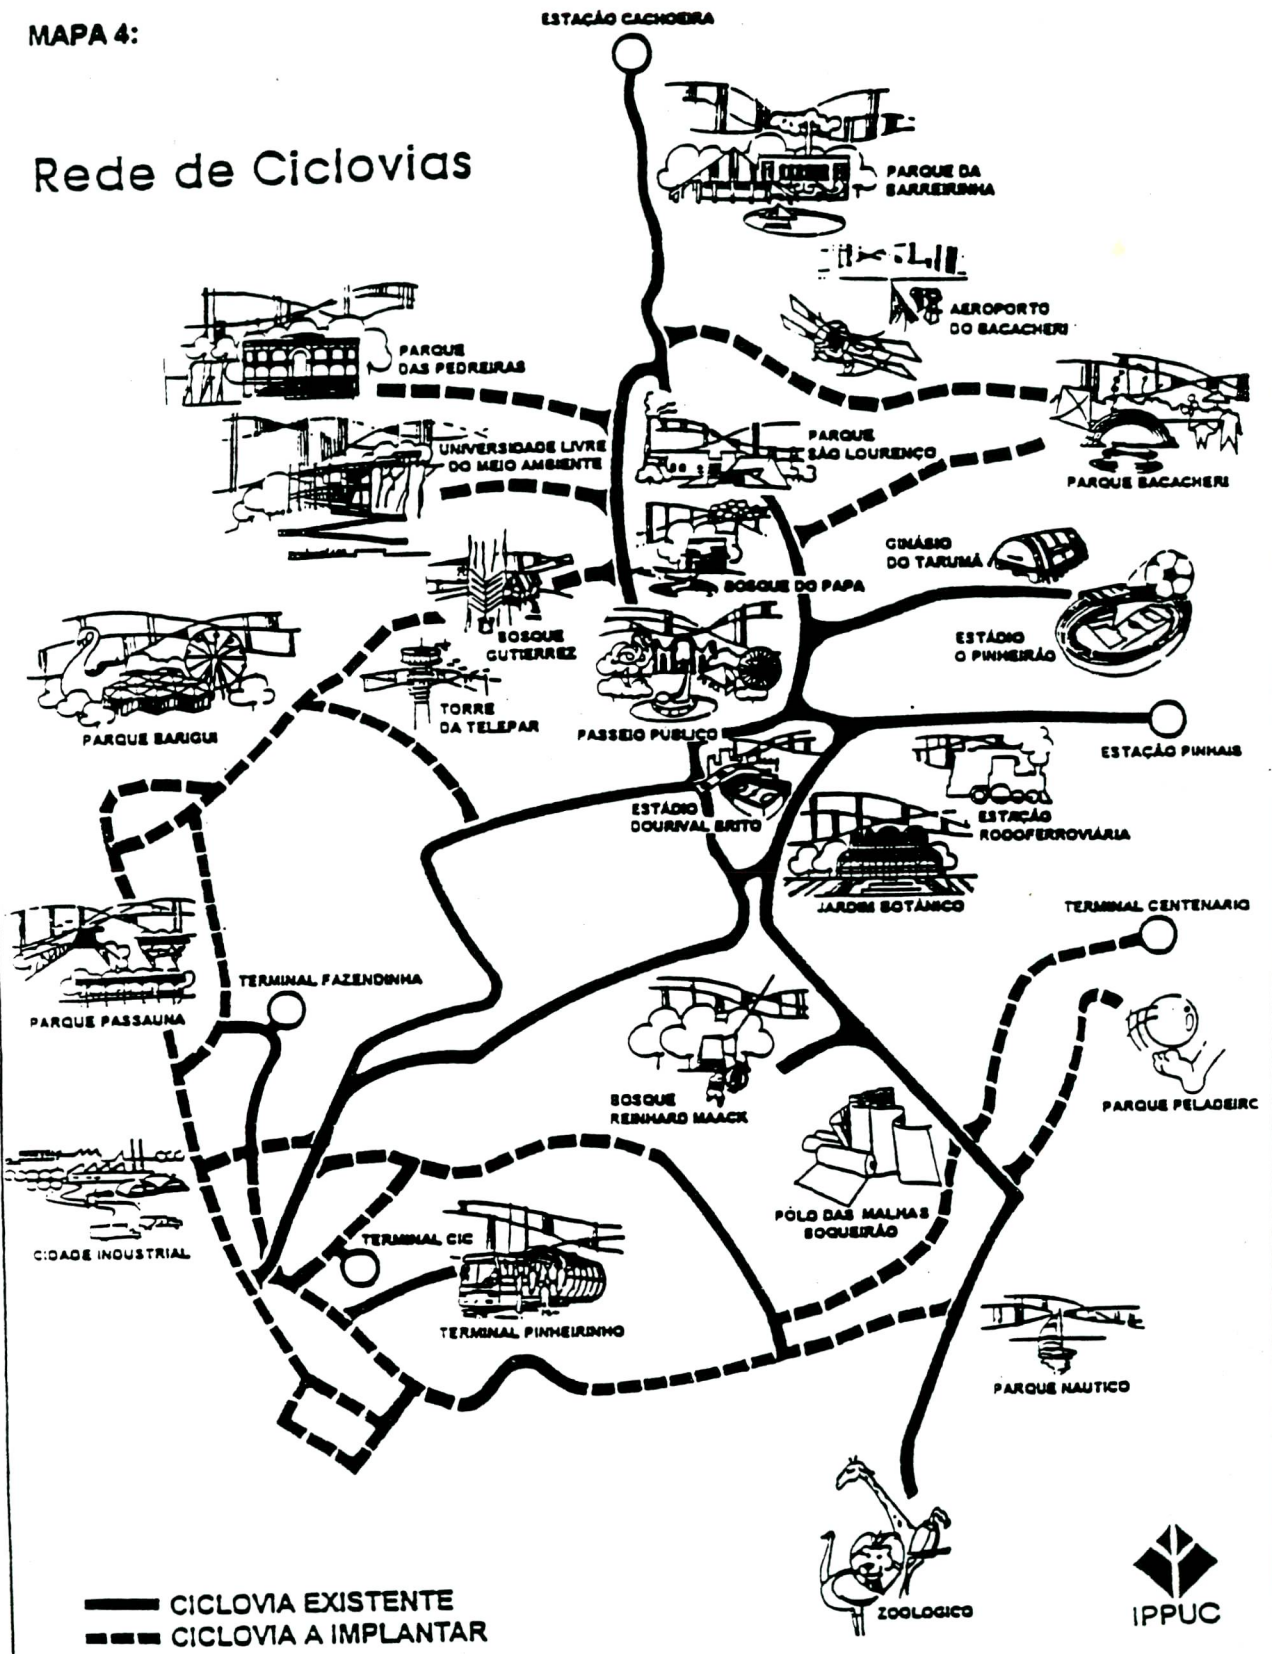 MAPA 4:
Rede de Ciclovias
ESTAÇÃO CACHOEIRA
PARQUE DA
BARREIRINHA
AEROPORTO
DO BACACHERI
PARQUE
DAS PEDREIRAS
UNIVERSIDADE LIVRE
DO MEIO AMBIENTE
PARQUE
SÃO LOURENÇO
PARQUE BACACHERI
GINÁSIO
DO TARUMÃ
BOSQUE DO PAPA
BOSQUE
GUTIERREZ
ESTÁDIO
O PINHEIRÃO
TORRE
DA TELEPAR
PASSEIO PÚBLICO
PARQUE BARIGUI
ESTAÇÃO PINHAIS
ESTÁDIO
DOURIVAL BRITO
ESTAÇÃO
RODOFERROVIÁRIA
JARDIM BOTÂNICO
TERMINAL CENTENARIO
TERMINAL FAZENDINHA
PARQUE PASSAUNA
BOSQUE
REINHARD MAACK
PARQUE PELADEIRC
PÓLO DAS MALHAS
BOQUEIRÃO
CIDADE INDUSTRIAL
TERMINAL CIC
TERMINAL PINHEIRINHO
PARQUE NAUTICO
ZOOLOGICO
IPPUC
CICLOVIA EXISTENTE
CICLOVIA A IMPLANTAR